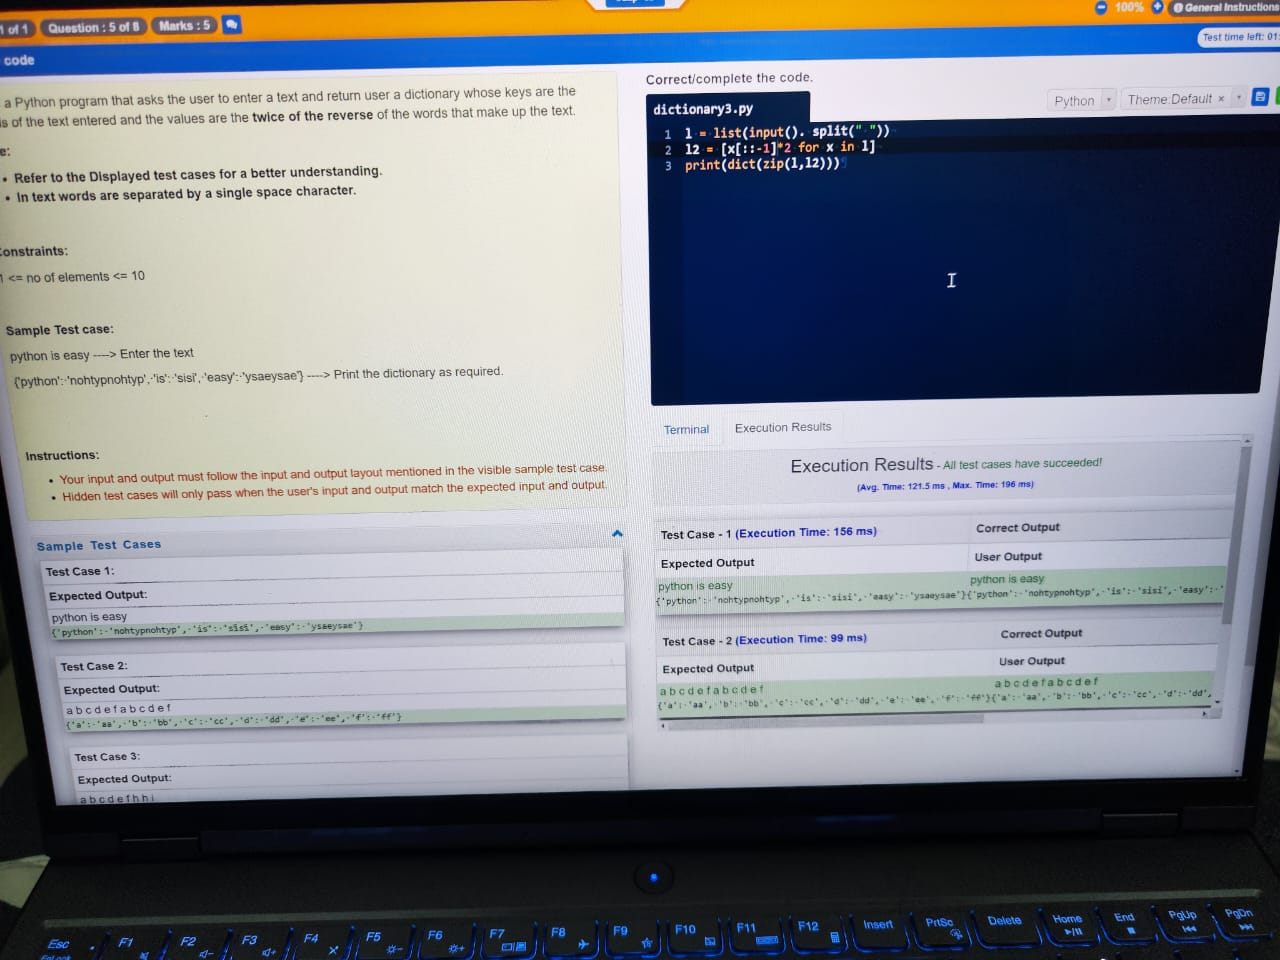 1 of 1 Question : 5 of 8 Marks : 5
100% General Instructions
Test time left: 01:
code
a Python program that asks the user to enter a text and return user a dictionary whose keys are the
s of the text entered and the values are the twice of the reverse of the words that make up the text.
e:
• Refer to the Displayed test cases for a better understanding.
• In text words are separated by a single space character.
onstraints:
1 <= no of elements <= 10
Sample Test case:
python is easy ----> Enter the text
{'python':·'nohtypnohtyp',·'is':·'sisi',·'easy':·'ysaeysae'} ----> Print the dictionary as required.
Instructions:
• Your input and output must follow the input and output layout mentioned in the visible sample test case.
• Hidden test cases will only pass when the user's input and output match the expected input and output.
Sample Test Cases
Test Case 1:
Expected Output:
python is easy
{'python':·'nohtypnohtyp',·'is':·'sisi',·'easy':·'ysaeysae'}
Test Case 2:
Expected Output:
a b c d e f a b c d e f
{'a':·'aa',·'b':·'bb',·'c':·'cc',·'d':·'dd',·'e':·'ee',·'f':·'ff'}
Test Case 3:
Expected Output:
a b c d e f h h i
Correct/complete the code.
dictionary3.py
Python Theme:Default ×
1 l = list(input(). split(" "))
2 l2 = [x[::-1]*2 for x in l]
3 print(dict(zip(l,l2)))
Terminal Execution Results
Execution Results - All test cases have succeeded!
(Avg. Time: 121.5 ms , Max. Time: 196 ms)
Test Case - 1 (Execution Time: 156 ms) Correct Output
Expected Output User Output
python is easy python is easy
{'python':·'nohtypnohtyp',·'is':·'sisi',·'easy':·'ysaeysae'} {'python':·'nohtypnohtyp',·'is':·'sisi',·'easy':·'
Test Case - 2 (Execution Time: 99 ms) Correct Output
Expected Output User Output
a b c d e f a b c d e f a b c d e f a b c d e f
{'a':·'aa',·'b':·'bb',·'c':·'cc',·'d':·'dd',·'e':·'ee',·'f':·'ff'} {'a':·'aa',·'b':·'bb',·'c':·'cc',·'d':·'dd',
Esc F1 F2 F3 F4 F5 F6 F7 F8 F9 F10 F11 F12 Insert PrtSc Delete Home End PgUp PgDn
FnLock